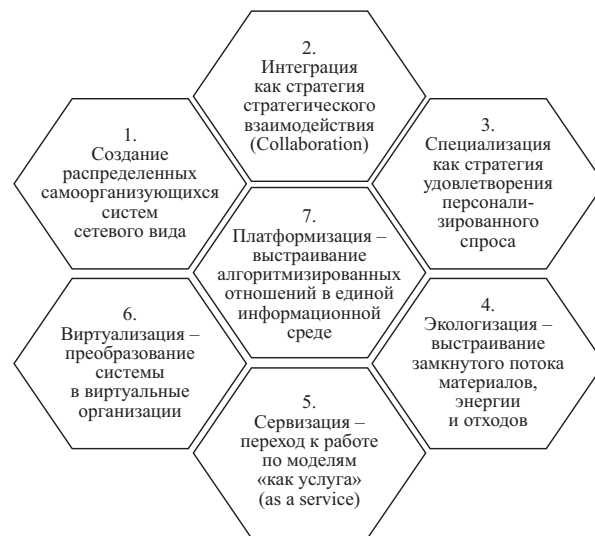 1.
Создание
распределенных
самоорганизующихся
систем
сетевого вида
2.
Интеграция
как стратегия
стратегического
взаимодействия
(Collaboration)
3.
Специализация
как стратегия
удовлетворения
персонали-
зированного
спроса
4.
Экологизация –
выстраивание
замкнутого потока
материалов,
энергии
и отходов
5.
Сервизация –
переход к работе
по моделям
«как услуга»
(as a service)
6.
Виртуализация –
преобразование
системы
в виртуальные
организации
7.
Платформизация –
выстраивание
алгоритмизированных
отношений в единой
информационной
среде